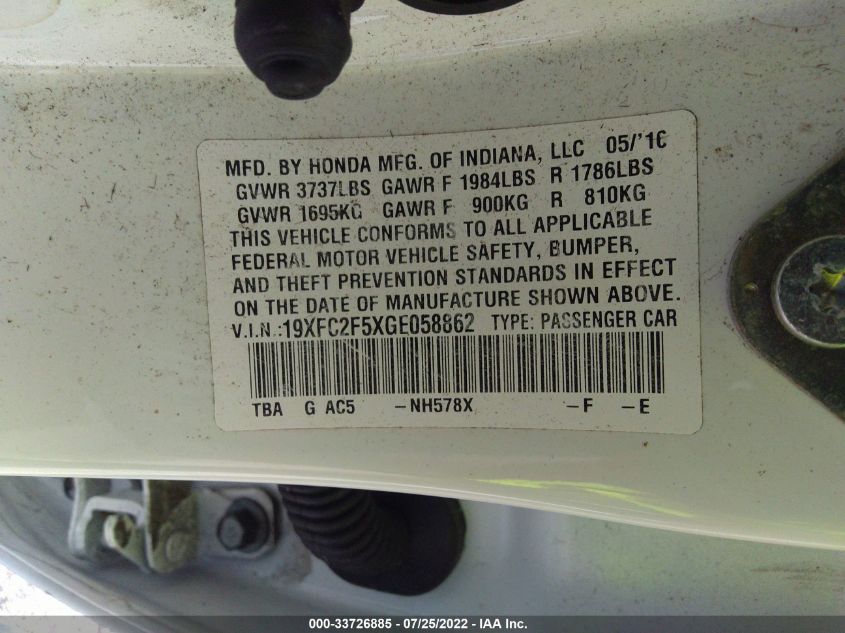 MFD. BY HONDA MFG. OF INDIANA, LLC 05/'16
GVWR 3737LBS GAWR F 1984LBS R 1786LBS
GVWR 1695KG GAWR F 900KG R 810KG
THIS VEHICLE CONFORMS TO ALL APPLICABLE
FEDERAL MOTOR VEHICLE SAFETY, BUMPER,
AND THEFT PREVENTION STANDARDS IN EFFECT
ON THE DATE OF MANUFACTURE SHOWN ABOVE.
V.I.N.:19XFC2F5XGE058862 TYPE: PASSENGER CAR
TBA G AC5 -NH578X -F -E
000-33726885 - 07/25/2022 - IAA Inc.